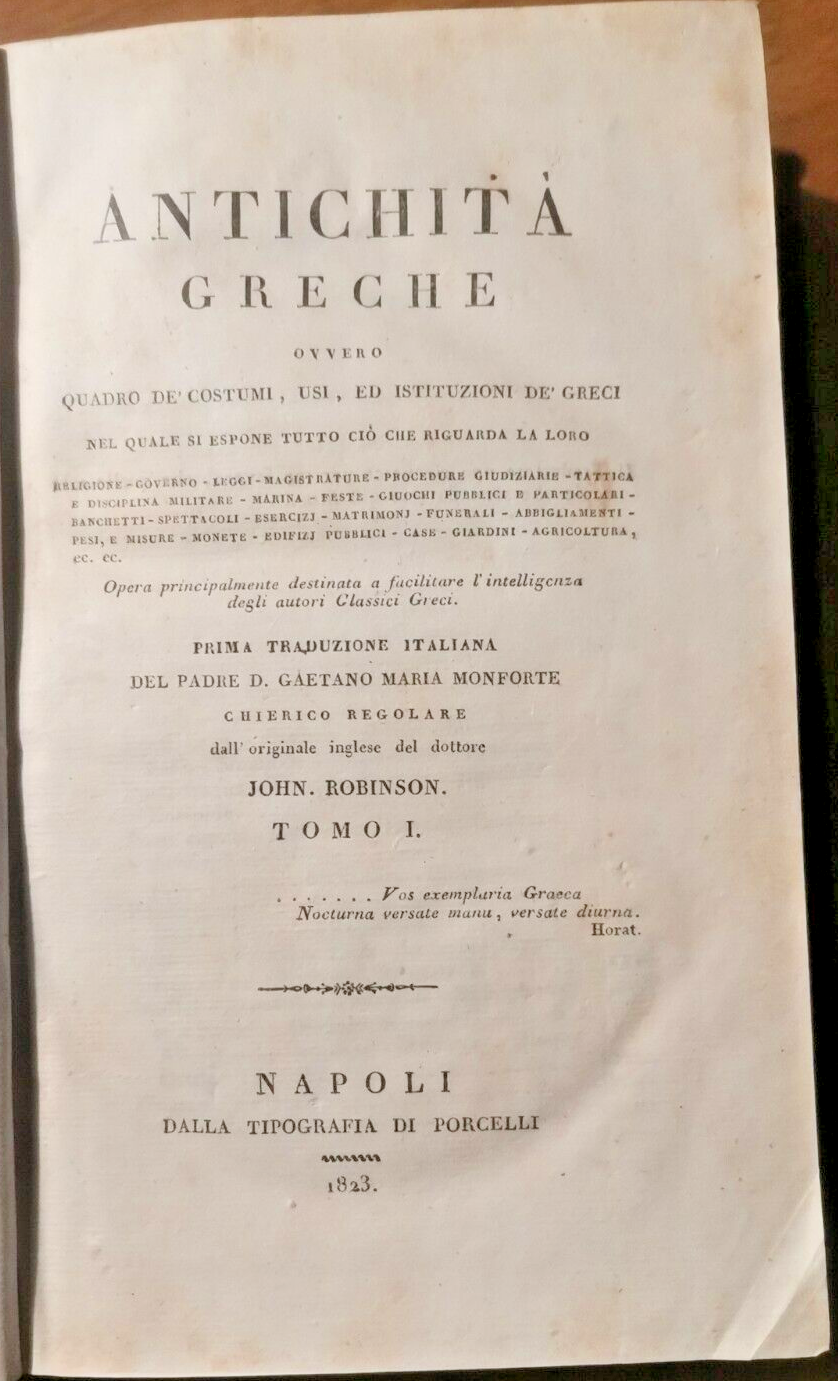 ANTICHITÀ
GRECHE
OVVERO
QUADRO DE' COSTUMI, USI, ED ISTITUZIONI DE' GRECI
NEL QUALE SI ESPONE TUTTO CIÒ CHE RIGUARDA LA LORO
RELIGIONE - GOVERNO - LEGGI - MAGISTRATURE - PROCEDURE GIUDIZIARIE - TATTICA
E DISCIPLINA MILITARE - MARINA - FESTE - GIUOCHI PUBBLICI E PARTICOLARI -
BANCHETTI - SPETTACOLI - ESERCIZJ - MATRIMONJ - FUNERALI - ABBIGLIAMENTI -
PESI, E MISURE - MONETE - EDIFIZJ PUBBLICI - CASE - GIARDINI - AGRICOLTURA,
ec. ec.
Opera principalmente destinata a facilitare l'intelligenza
degli autori Classici Greci.
PRIMA TRADUZIONE ITALIANA
DEL PADRE D. GAETANO MARIA MONFORTE
CHIERICO REGOLARE
dall' originale inglese del dottore
JOHN. ROBINSON.
TOMO I.
. . . . . . . Vos exemplaria Graeca
Nocturna versate manu, versate diurna.
Horat.
NAPOLI
DALLA TIPOGRAFIA DI PORCELLI
1823.